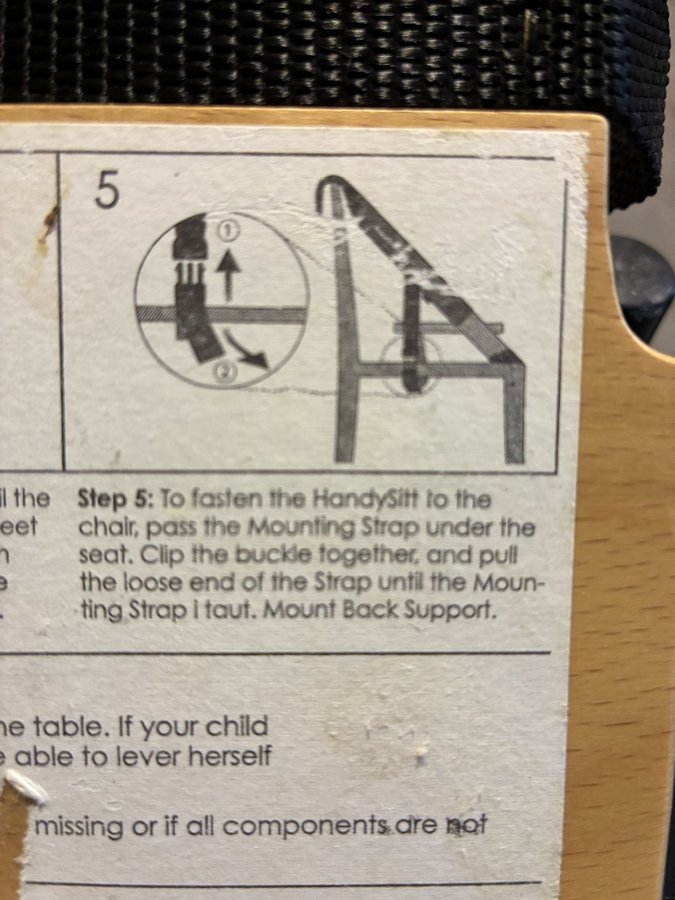 5
①
②
Step 5: To fasten the HandySitt to the
il the chair, pass the Mounting Strap under the
eet seat. Clip the buckle together, and pull
the loose end of the Strap until the Moun-
ting Strap i taut. Mount Back Support.
he table. If your child
able to lever herself
missing or if all components are not